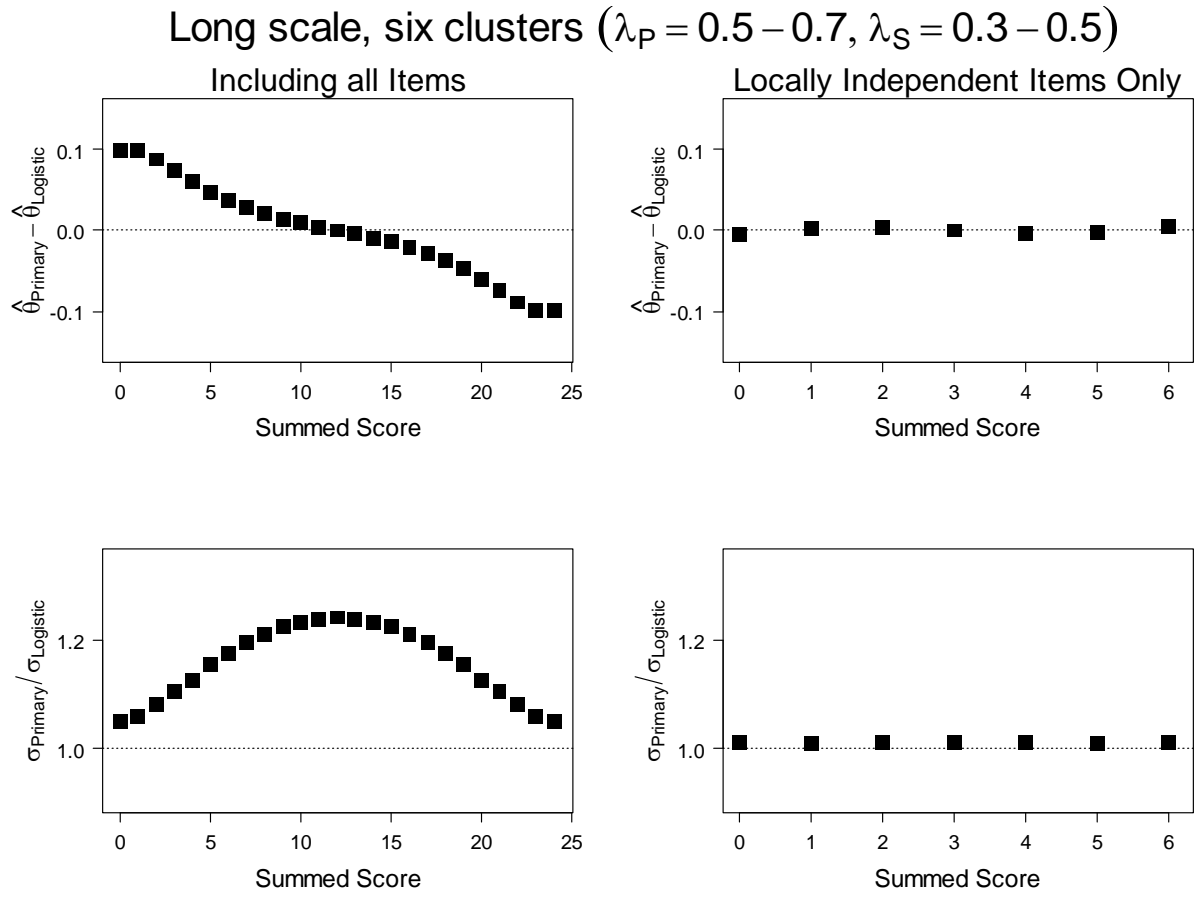 Long scale, six clusters (λP = 0.5 – 0.7, λS = 0.3 – 0.5)
Including all Items
θ̂Primary – θ̂Logistic
0.1
0.0
-0.1
0 5 10 15 20 25
Summed Score
Locally Independent Items Only
θ̂Primary – θ̂Logistic
0.1
0.0
-0.1
0 1 2 3 4 5 6
Summed Score
σPrimary / σLogistic
1.2
1.0
0 5 10 15 20 25
Summed Score
σPrimary / σLogistic
1.2
1.0
0 1 2 3 4 5 6
Summed Score